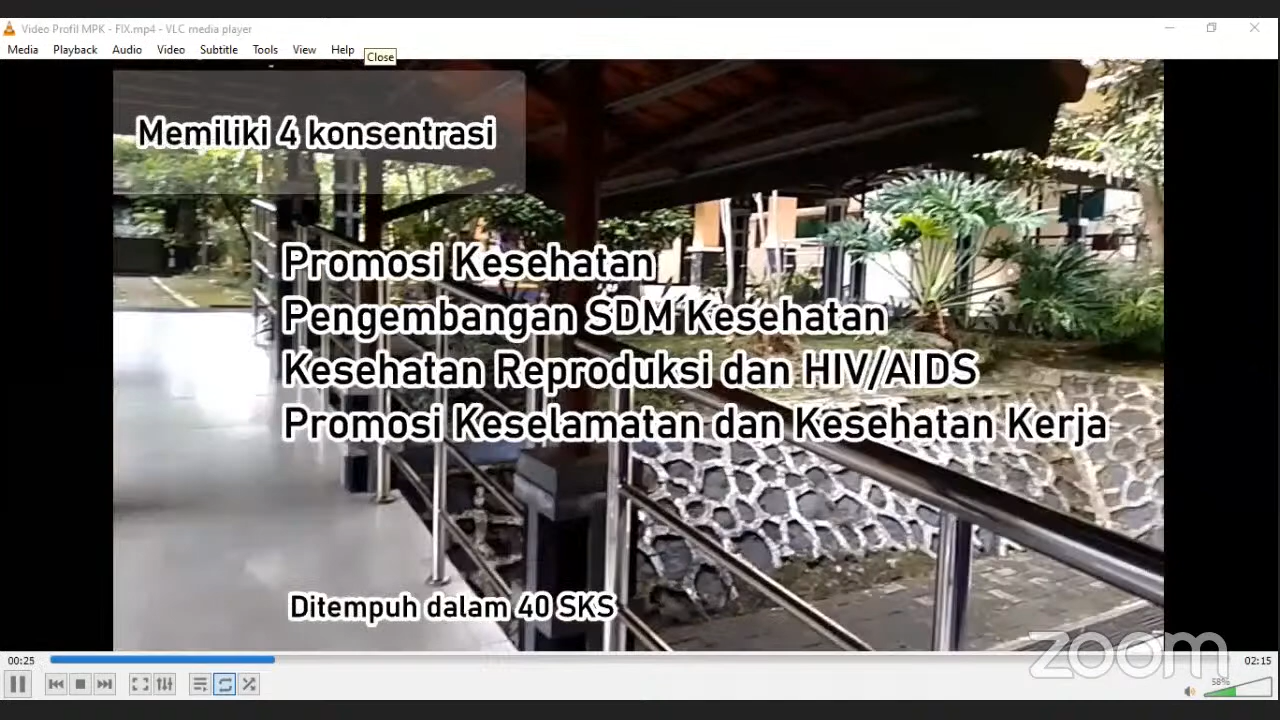 Video Profil MPK - FIX.mp4 - VLC media player
Media Playback Audio Video Subtitle Tools View Help
Close
Memiliki 4 konsentrasi
Promosi Kesehatan
Pengembangan SDM Kesehatan
Kesehatan Reproduksi dan HIV/AIDS
Promosi Keselamatan dan Kesehatan Kerja
Ditempuh dalam 40 SKS
zoom
00:25
02:15
58%